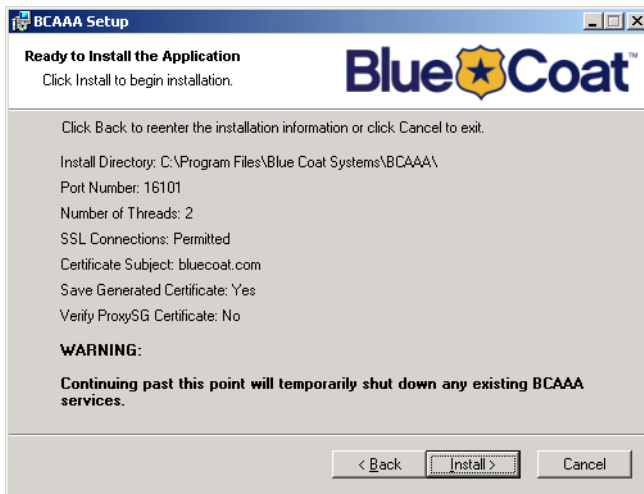 BCAAA Setup
Ready to Install the Application
Click Install to begin installation.
Blue Coat™
Click Back to reenter the installation information or click Cancel to exit.
Install Directory: C:\Program Files\Blue Coat Systems\BCAAA\
Port Number: 16101
Number of Threads: 2
SSL Connections: Permitted
Certificate Subject: bluecoat.com
Save Generated Certificate: Yes
Verify ProxySG Certificate: No
WARNING:
Continuing past this point will temporarily shut down any existing BCAAA
services.
< Back
Install >
Cancel